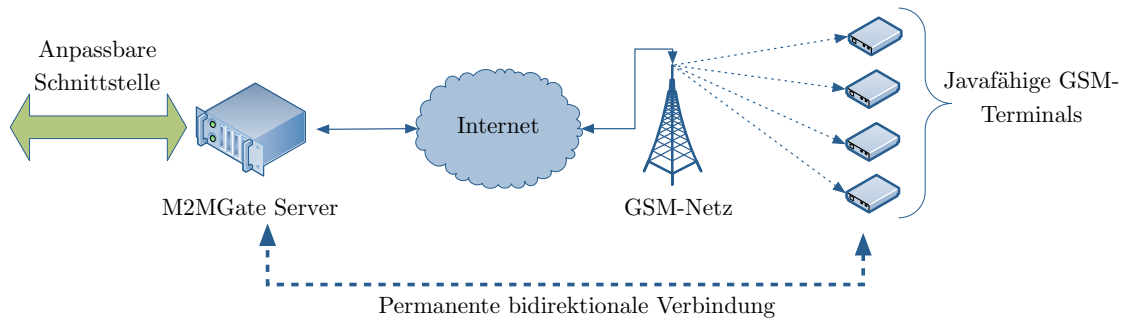 Anpassbare
Schnittstelle
M2MGate Server
Internet
GSM-Netz
Javafähige GSM-
Terminals
Permanente bidirektionale Verbindung